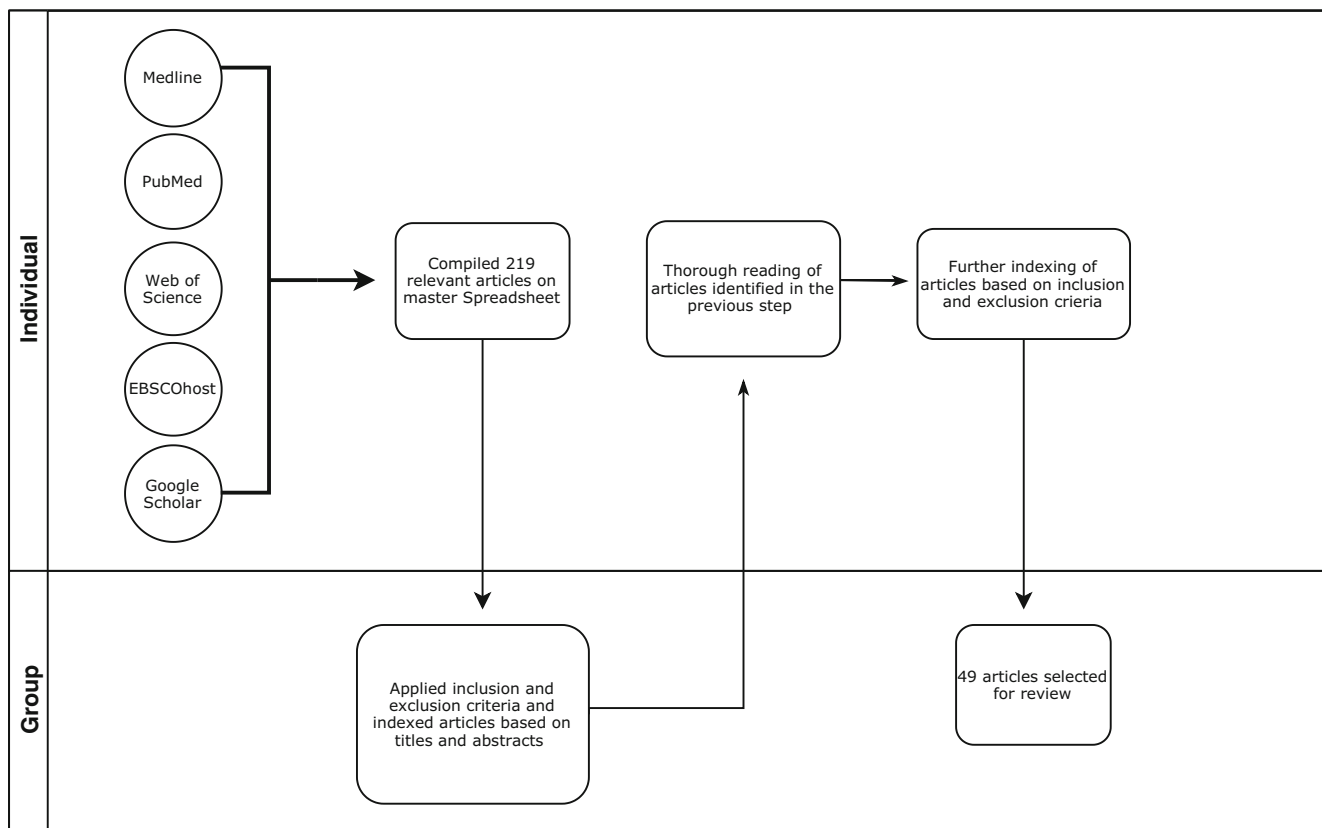 Individual
Medline
PubMed
Web of
Science
EBSCOhost
Google
Scholar
Compiled 219
relevant articles on
master Spreadsheet
Thorough reading of
articles identified in the
previous step
Further indexing of
articles based on inclusion
and exclusion crieria
Group
Applied inclusion and
exclusion criteria and
indexed articles based on
titles and abstracts
49 articles selected
for review